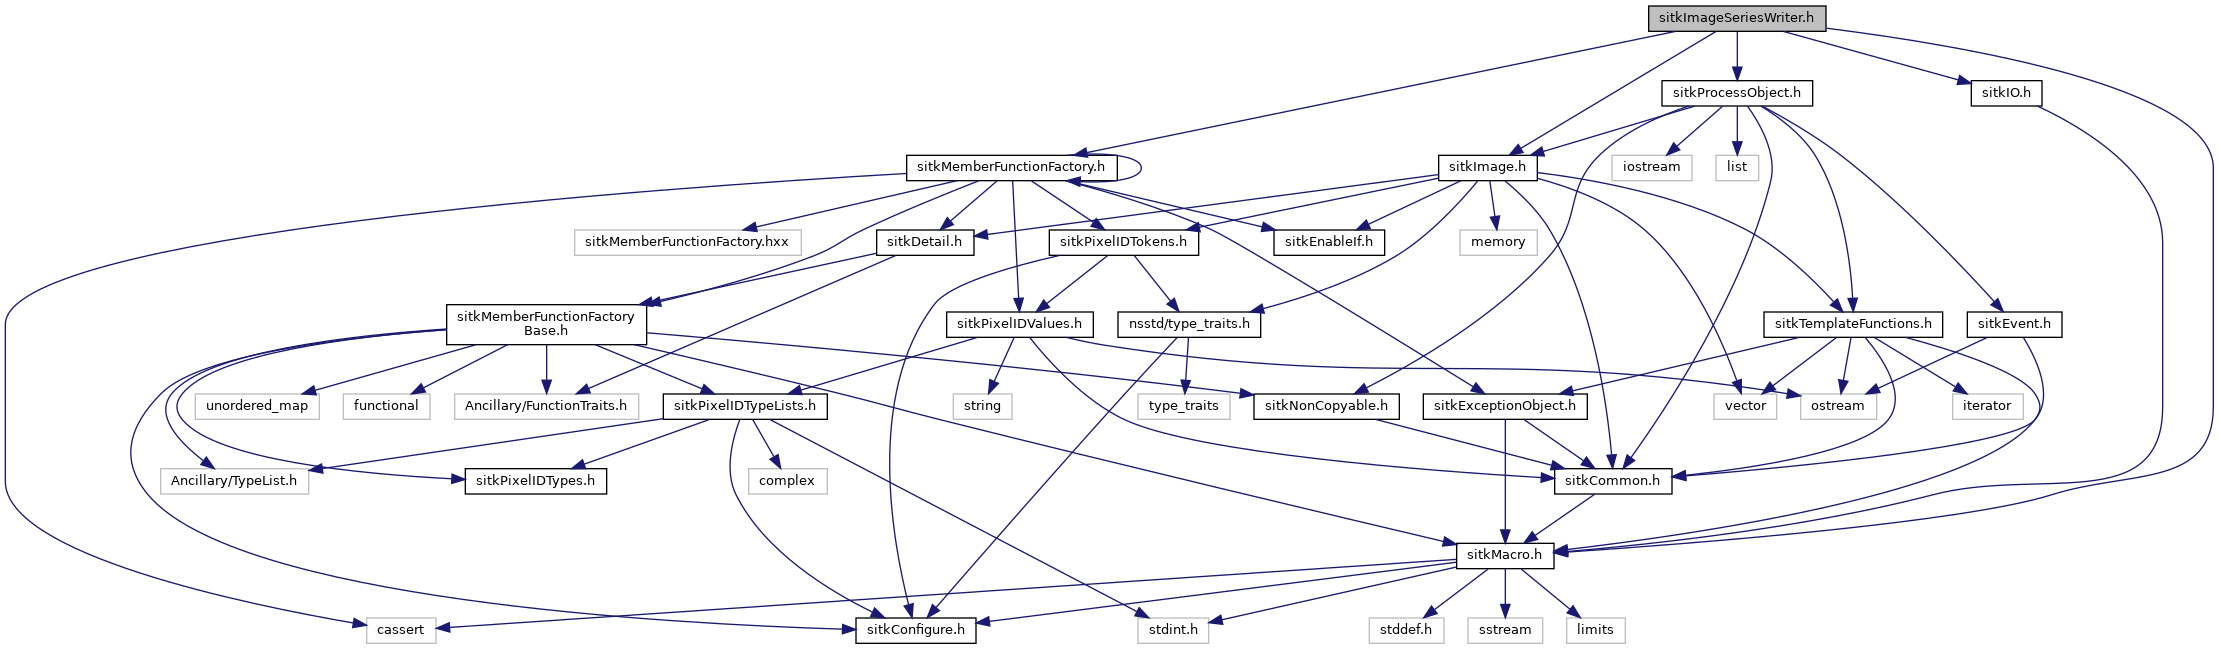 sitkImageSeriesWriter.h
sitkProcessObject.h
sitkIO.h
sitkMemberFunctionFactory.h
sitkImage.h
iostream
list
sitkMemberFunctionFactory.hxx
sitkDetail.h
sitkPixelIDTokens.h
sitkEnableIf.h
memory
sitkMemberFunctionFactory
Base.h
sitkPixelIDValues.h
nsstd/type_traits.h
sitkTemplateFunctions.h
sitkEvent.h
unordered_map
functional
Ancillary/FunctionTraits.h
sitkPixelIDTypeLists.h
string
type_traits
sitkNonCopyable.h
sitkExceptionObject.h
vector
ostream
iterator
Ancillary/TypeList.h
sitkPixelIDTypes.h
complex
sitkCommon.h
sitkMacro.h
cassert
sitkConfigure.h
stdint.h
stddef.h
sstream
limits